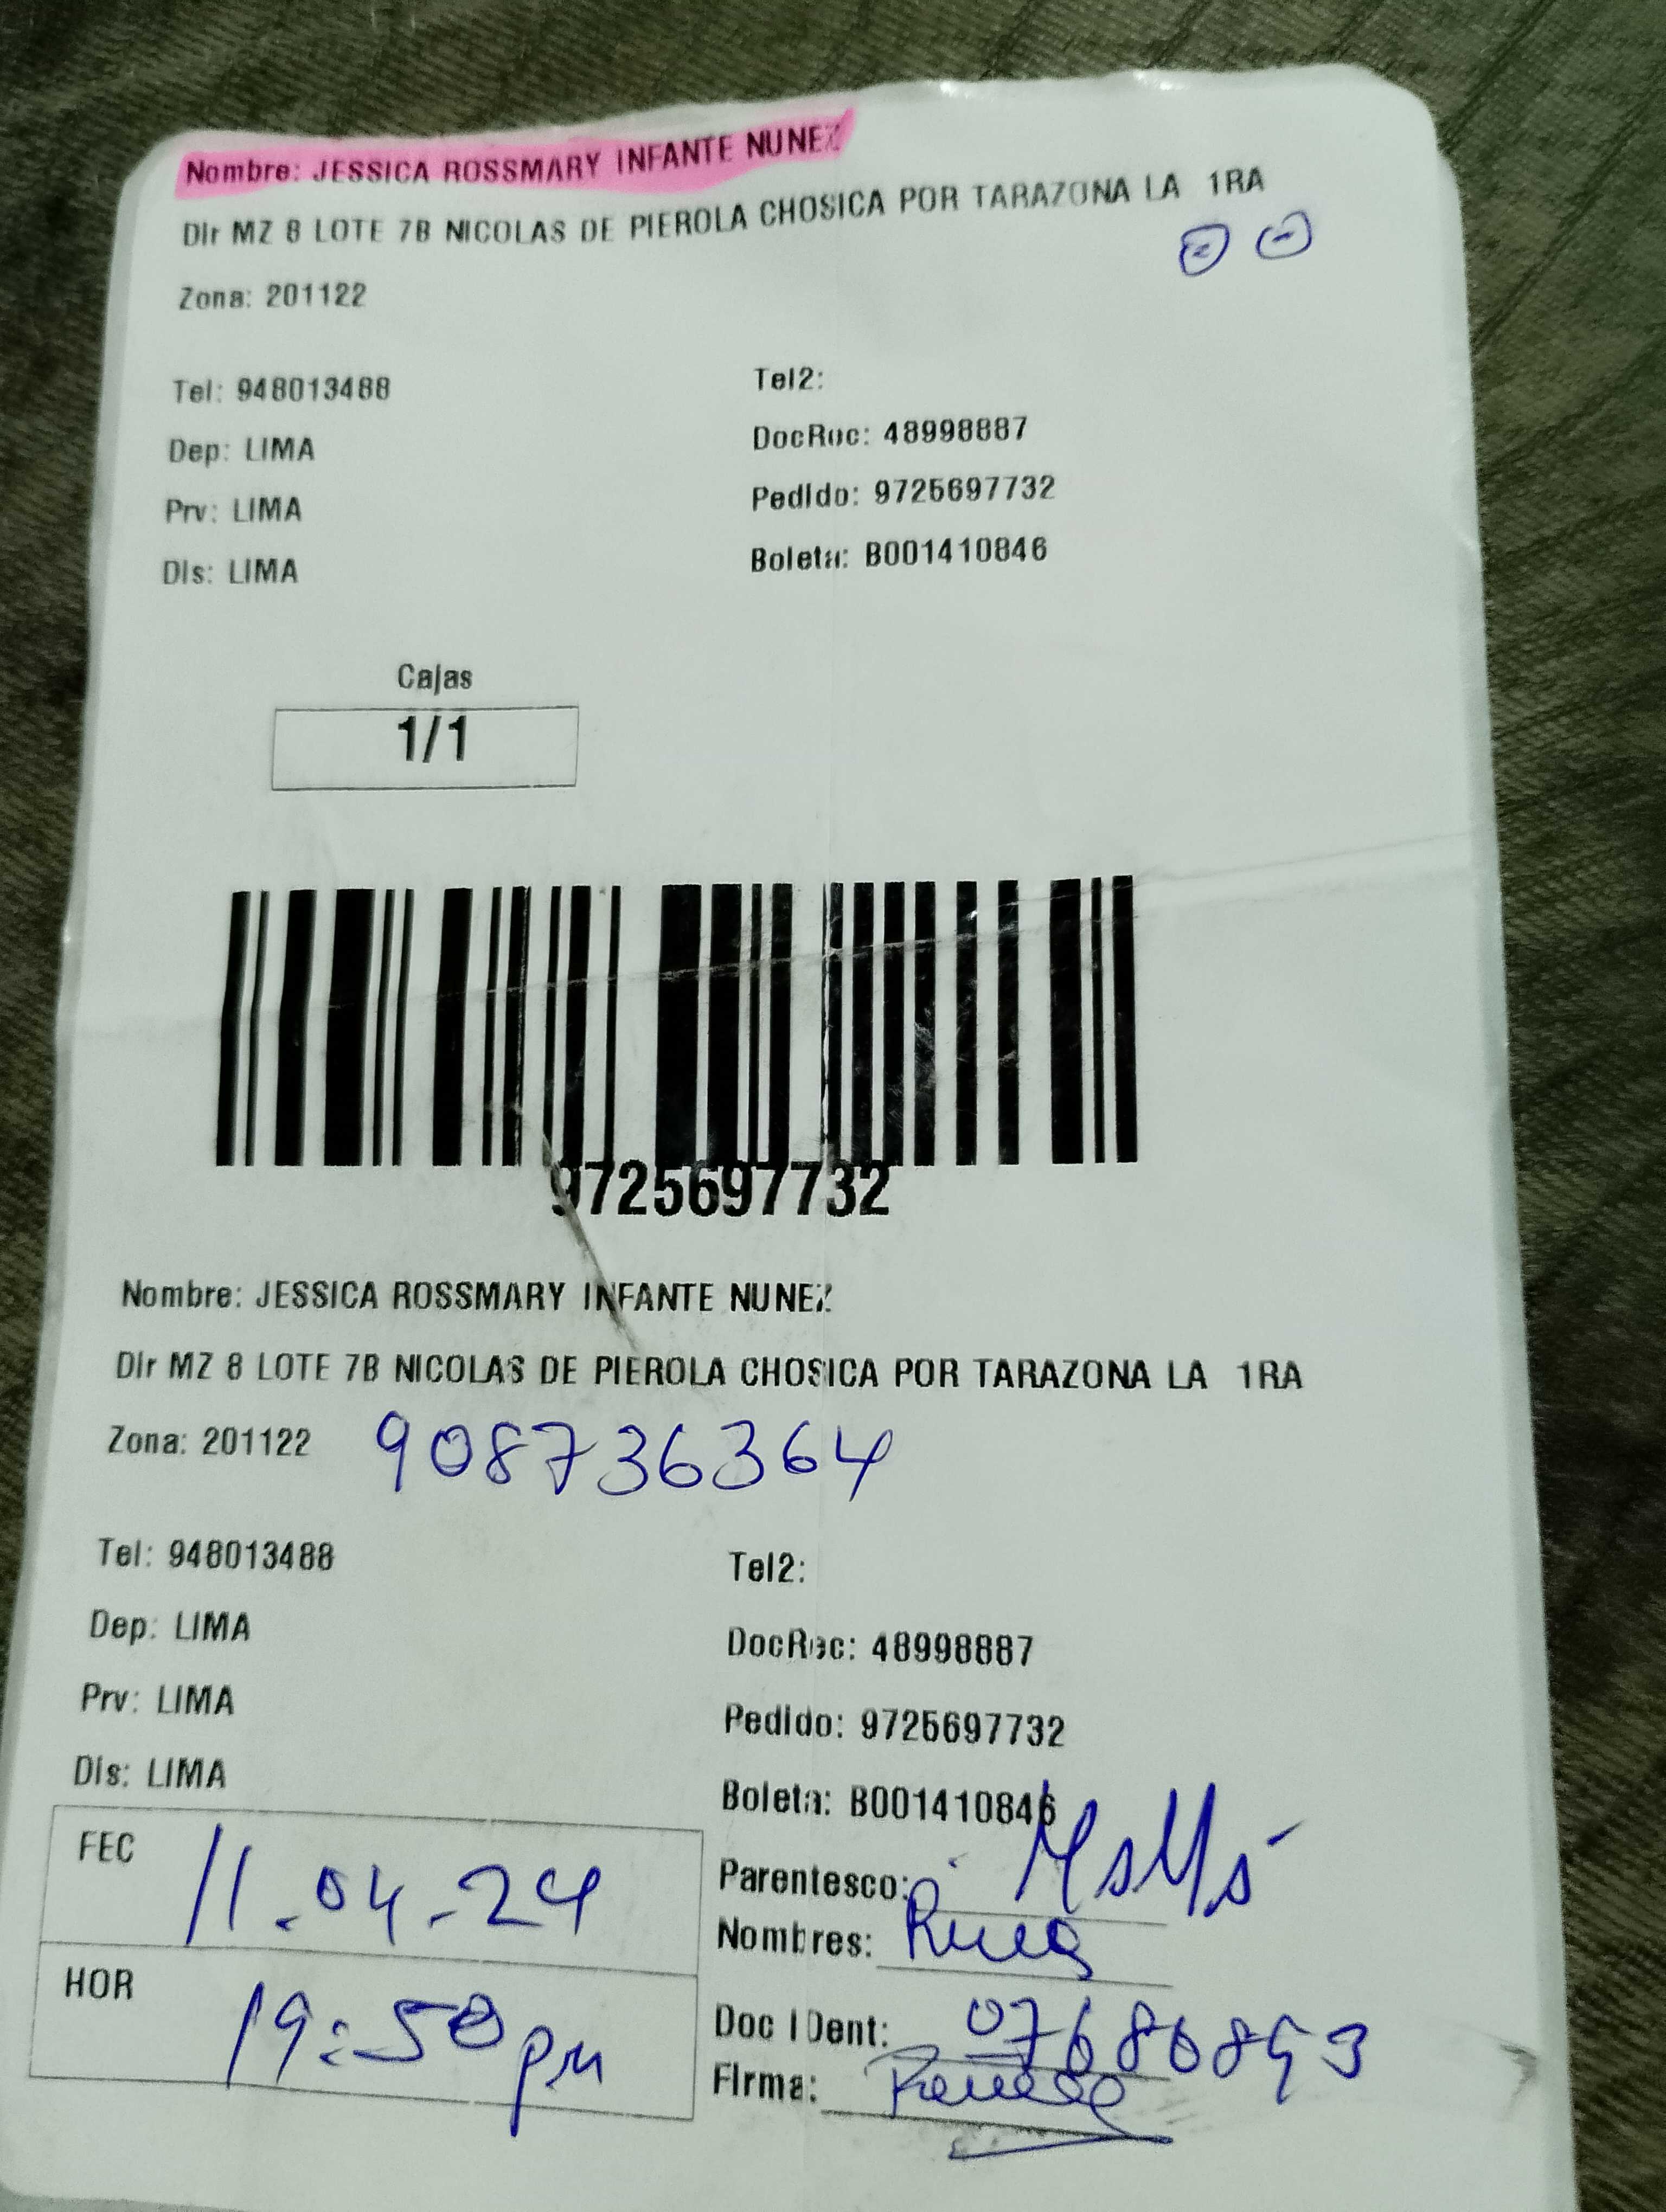 Nombre: JESSICA ROSSMARY INFANTE NUNEZ
Dir MZ 8 LOTE 7B NICOLAS DE PIEROLA CHOSICA POR TARAZONA LA 1RA
Zona: 201122
Tel: 948013488
Tel2:
Dep: LIMA
DocRec: 48998887
Prv: LIMA
Pedido: 9725697732
Dis: LIMA
Boleta: B001410846
Cajas
1/1
9725697732
Nombre: JESSICA ROSSMARY INFANTE NUNEZ
Dir MZ 8 LOTE 7B NICOLAS DE PIEROLA CHOSICA POR TARAZONA LA 1RA
Zona: 201122 908736364
Tel: 948013488
Tel2:
Dep: LIMA
DocRec: 48998887
Prv: LIMA
Pedido: 9725697732
Dis: LIMA
Boleta: B001410846
FEC 11-04-24
Parentesco:
Nombres:
HOR 19:50 pm
Doc IDent:
Firma: